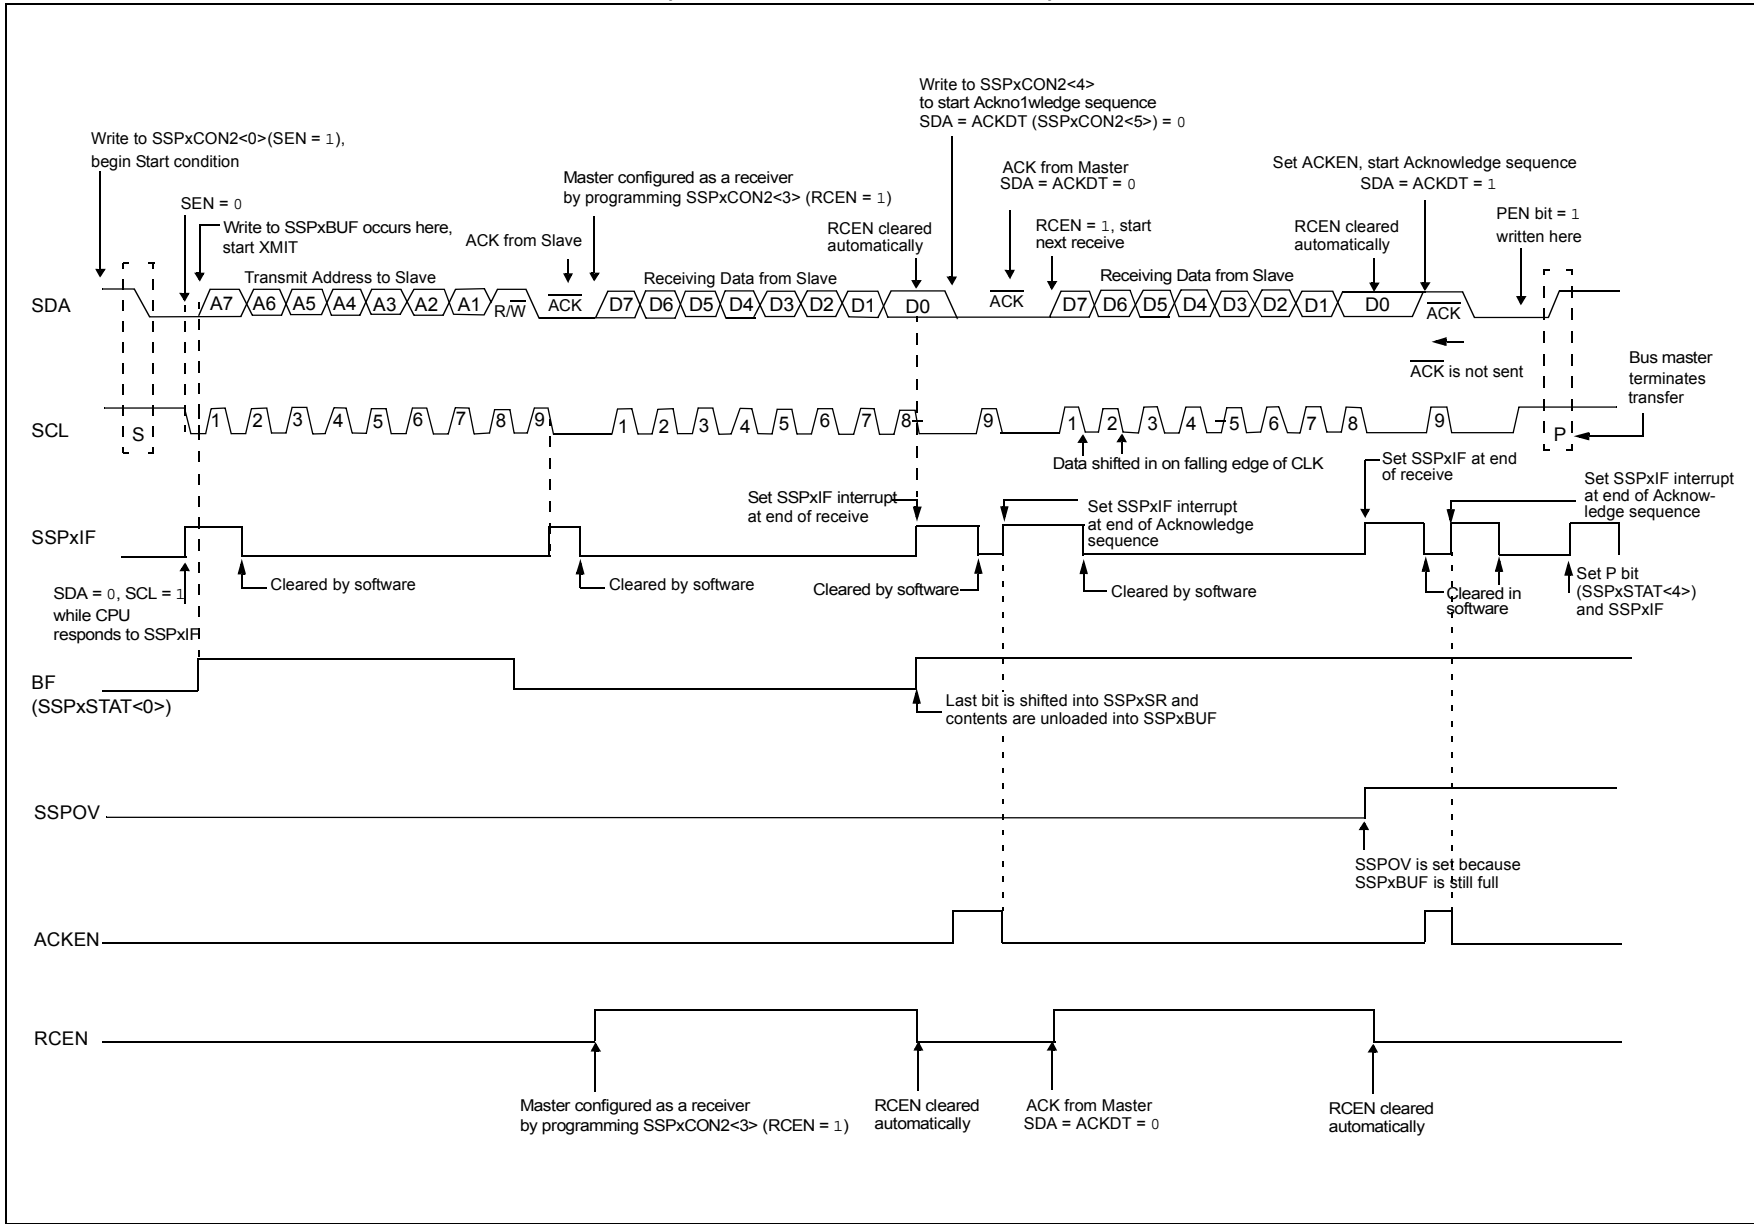 Write to SSPxCON2<4>
to start Ackno1wledge sequence
SDA = ACKDT (SSPxCON2<5>) = 0
Write to SSPxCON2<0>(SEN = 1),
begin Start condition
ACK from Master
SDA = ACKDT = 0
Set ACKEN, start Acknowledge sequence
SDA = ACKDT = 1
Master configured as a receiver
by programming SSPxCON2<3> (RCEN = 1)
SEN = 0
Write to SSPxBUF occurs here,
start XMIT
ACK from Slave
RCEN cleared
automatically
RCEN = 1, start
next receive
RCEN cleared
automatically
PEN bit = 1
written here
Transmit Address to Slave
Receiving Data from Slave
Receiving Data from Slave
SDA A7 A6 A5 A4 A3 A2 A1 R/W ACK D7 D6 D5 D4 D3 D2 D1 D0 ACK D7 D6 D5 D4 D3 D2 D1 D0 ACK
ACK is not sent
Bus master
terminates
transfer
SCL S 1 2 3 4 5 6 7 8 9 1 2 3 4 5 6 7 8 9 1 2 3 4 5 6 7 8 9 P
Data shifted in on falling edge of CLK
Set SSPxIF at end
of receive
Set SSPxIF interrupt
at end of receive
Set SSPxIF interrupt
at end of Acknowledge
sequence
Set SSPxIF interrupt
at end of Acknow-
ledge sequence
SSPxIF
SDA = 0, SCL = 1
while CPU
responds to SSPxIF
Cleared by software
Cleared by software
Cleared by software
Cleared by software
Cleared in
software
Set P bit
(SSPxSTAT<4>)
and SSPxIF
BF
(SSPxSTAT<0>)
Last bit is shifted into SSPxSR and
contents are unloaded into SSPxBUF
SSPOV
SSPOV is set because
SSPxBUF is still full
ACKEN
RCEN
Master configured as a receiver
by programming SSPxCON2<3> (RCEN = 1)
RCEN cleared
automatically
ACK from Master
SDA = ACKDT = 0
RCEN cleared
automatically